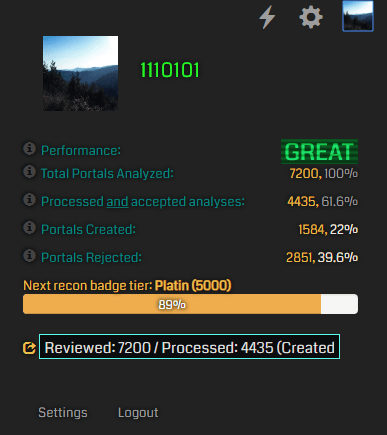 1110101
Performance: GREAT
Total Portals Analyzed: 7200, 100%
Processed and accepted analyses: 4435, 61.6%
Portals Created: 1584, 22%
Portals Rejected: 2851, 39.6%
Next recon badge tier: Platin (5000)
89%
Reviewed: 7200 / Processed: 4435 (Created
Settings Logout